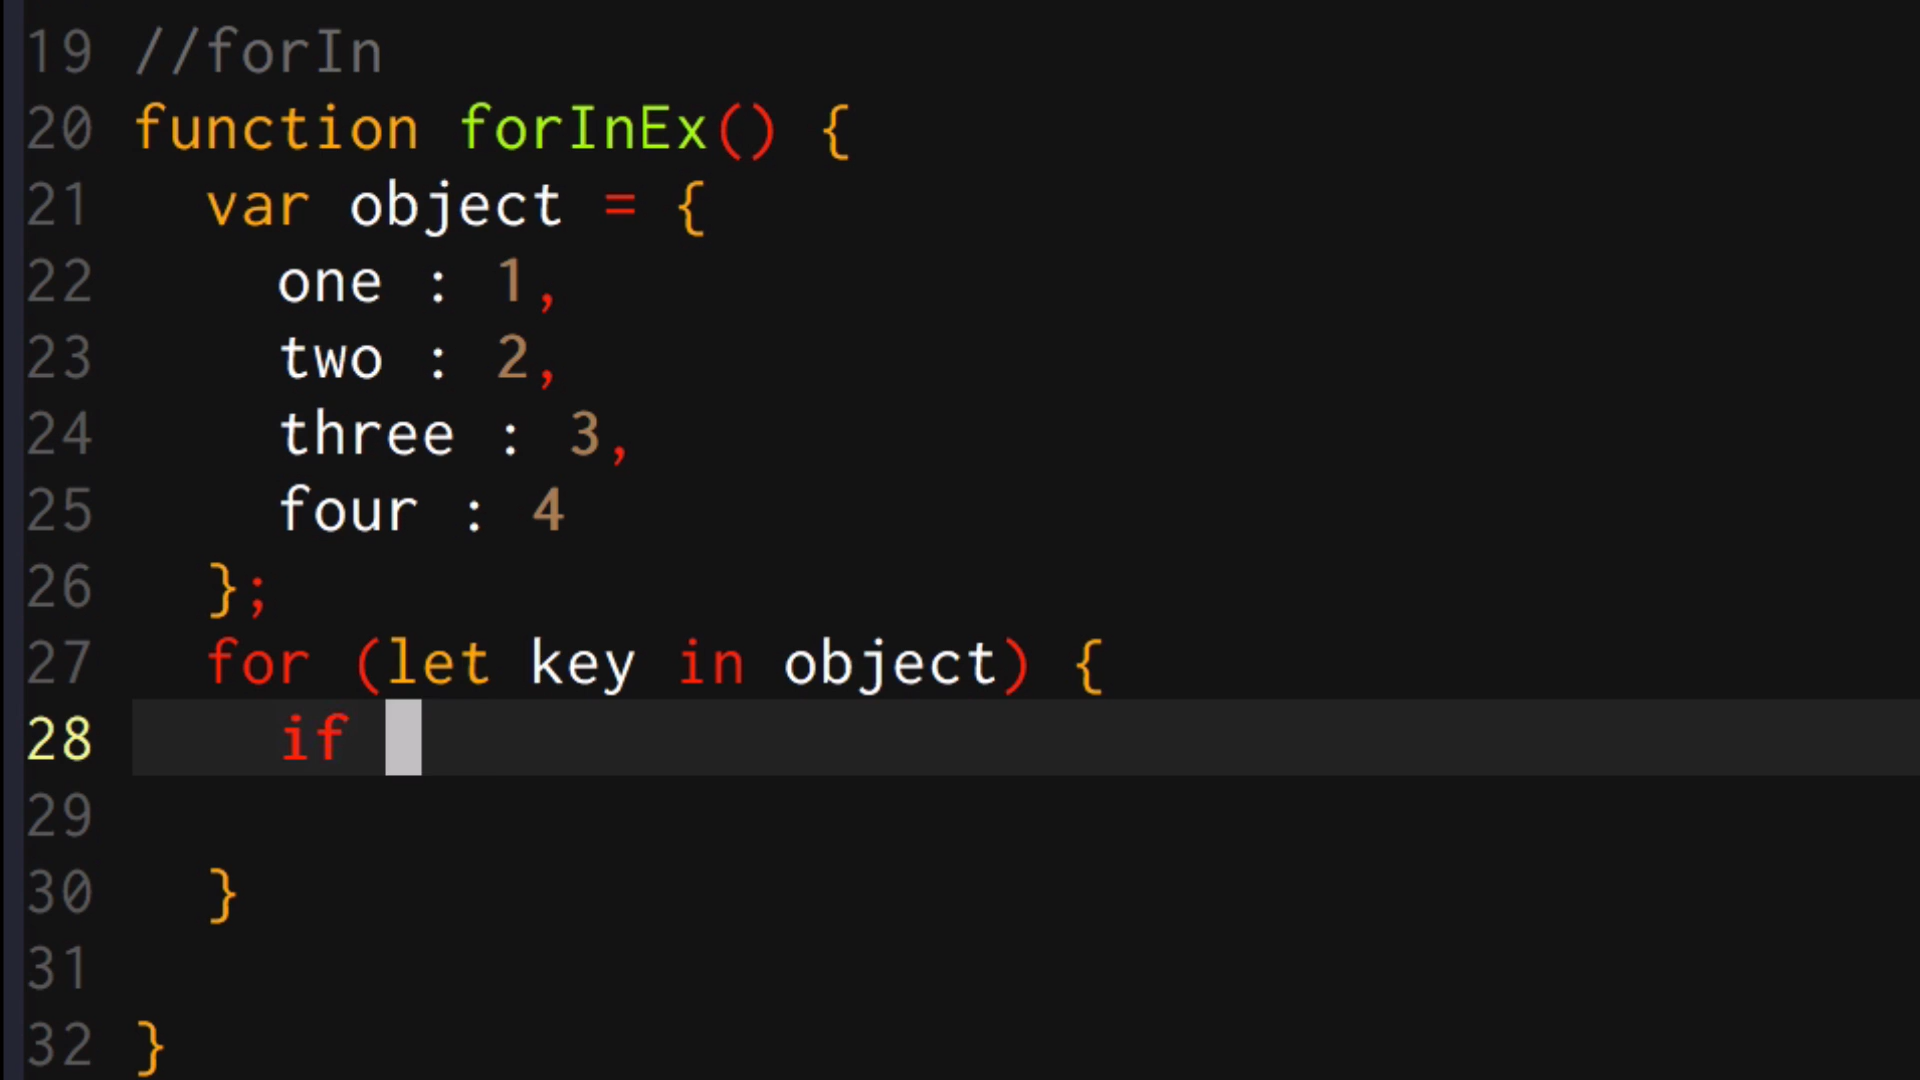 19 //forIn
20 function forInEx() {
21   var object = {
22     one : 1,
23     two : 2,
24     three : 3,
25     four : 4
26   };
27   for (let key in object) {
28     if
29
30   }
31
32 }